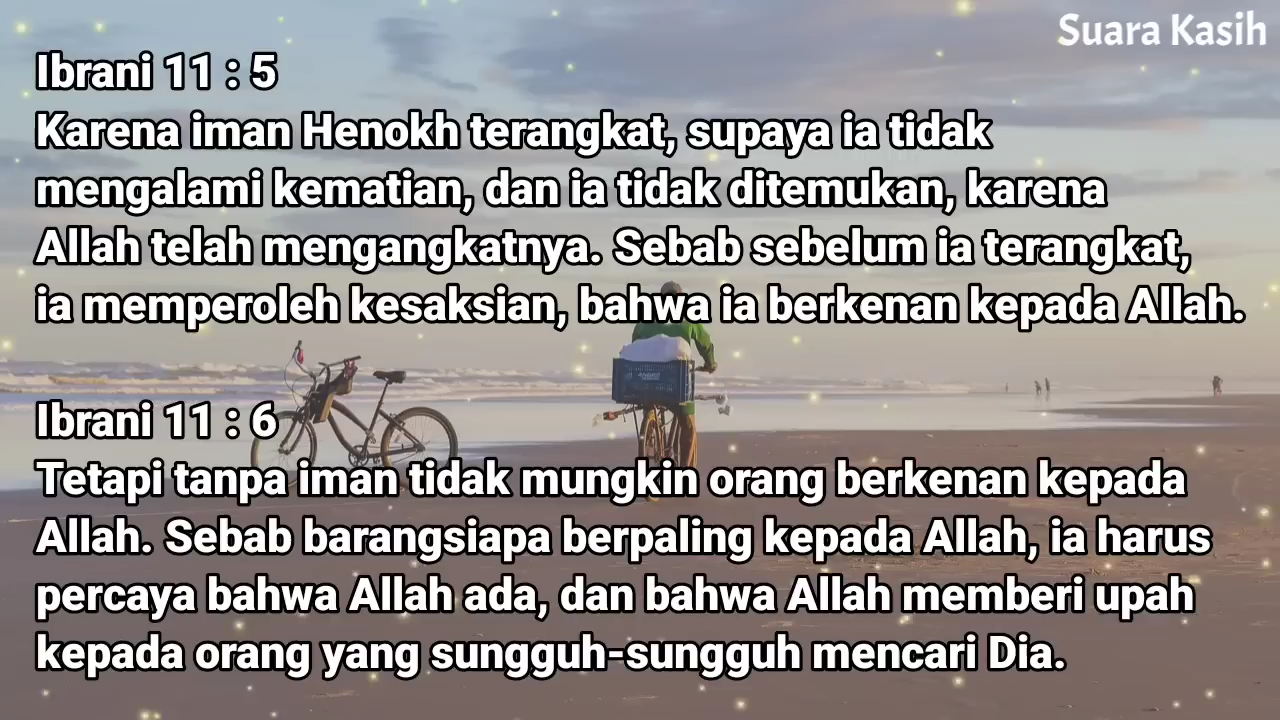 Suara Kasih
Ibrani 11 : 5
Karena iman Henokh terangkat, supaya ia tidak
mengalami kematian, dan ia tidak ditemukan, karena
Allah telah mengangkatnya. Sebab sebelum ia terangkat,
ia memperoleh kesaksian, bahwa ia berkenan kepada Allah.
Ibrani 11 : 6
Tetapi tanpa iman tidak mungkin orang berkenan kepada
Allah. Sebab barangsiapa berpaling kepada Allah, ia harus
percaya bahwa Allah ada, dan bahwa Allah memberi upah
kepada orang yang sungguh-sungguh mencari Dia.